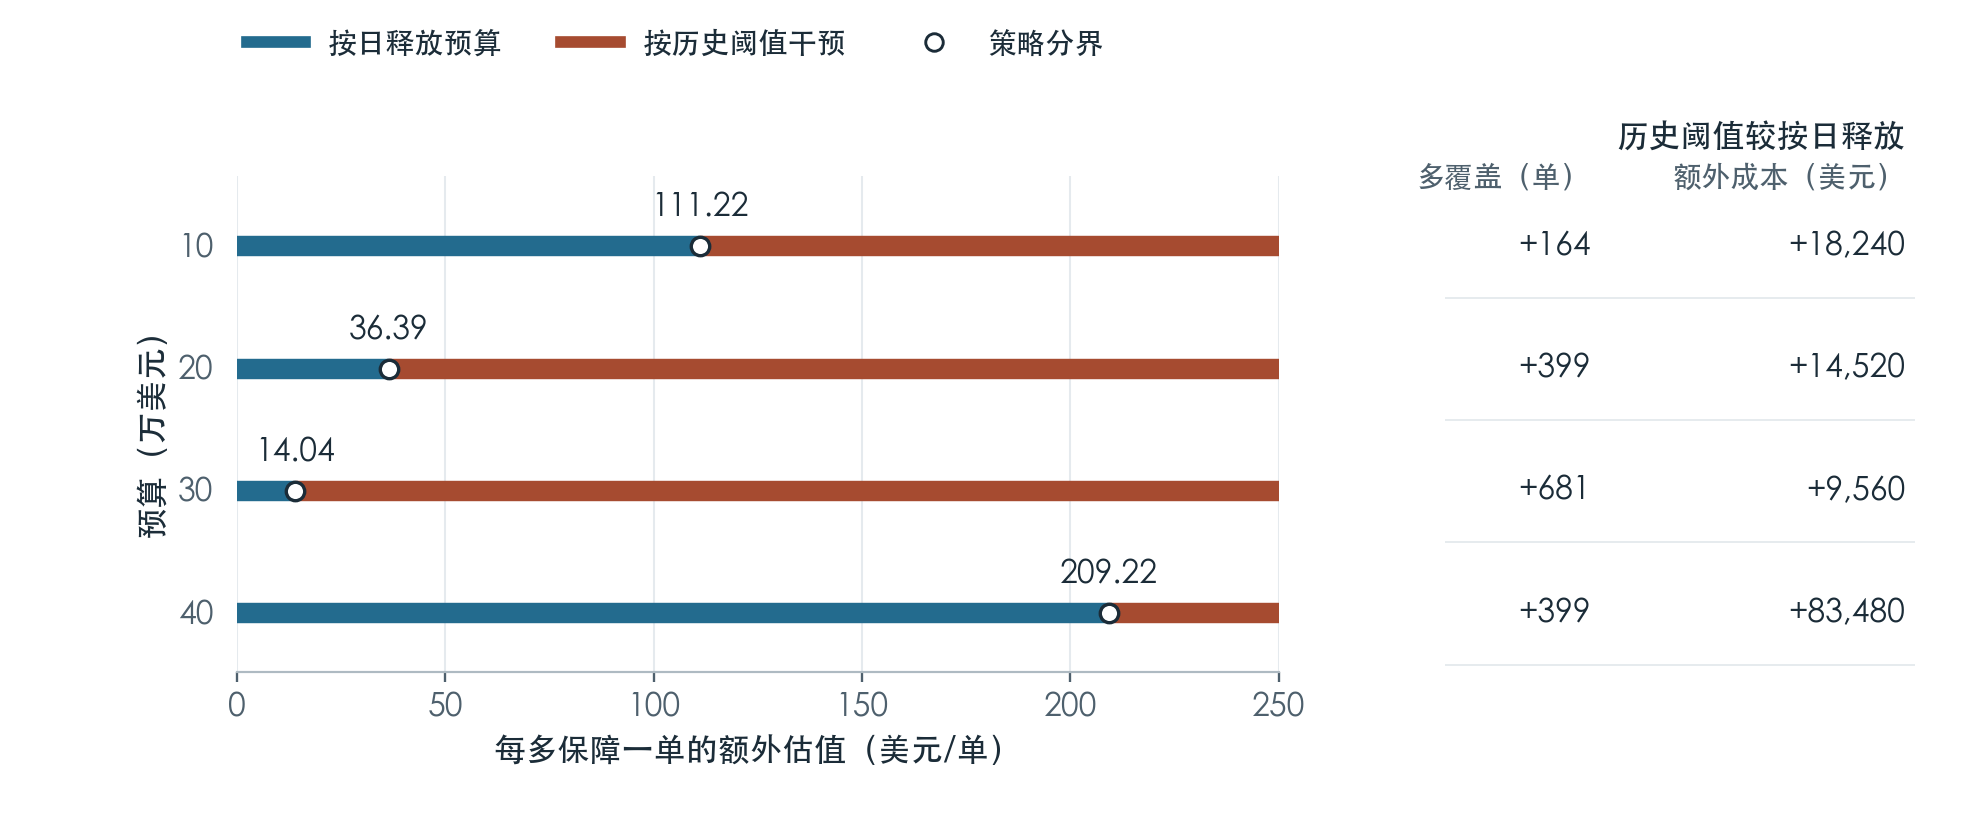 按日释放预算 按历史阈值干预 策略分界
历史阈值较按日释放
多覆盖（单） 额外成本（美元）
111.22
10 +164 +18,240
36.39
20 +399 +14,520
14.04
30 +681 +9,560
209.22
40 +399 +83,480
预算（万美元）
0 50 100 150 200 250
每多保障一单的额外估值（美元/单）